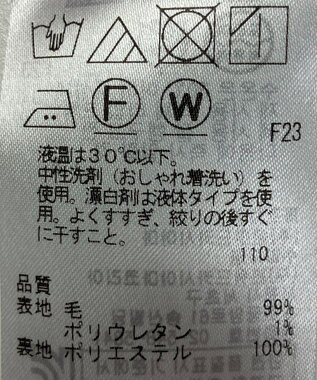 F W
F23
液温は30℃以下。
中性洗剤（おしゃれ着洗い）を
使用。漂白剤は液体タイプを使
用。よくすすぎ、絞りの後すぐ
に干すこと。
110
品質
表地 毛 99%
ポリウレタン 1%
裏地 ポリエステル 100%